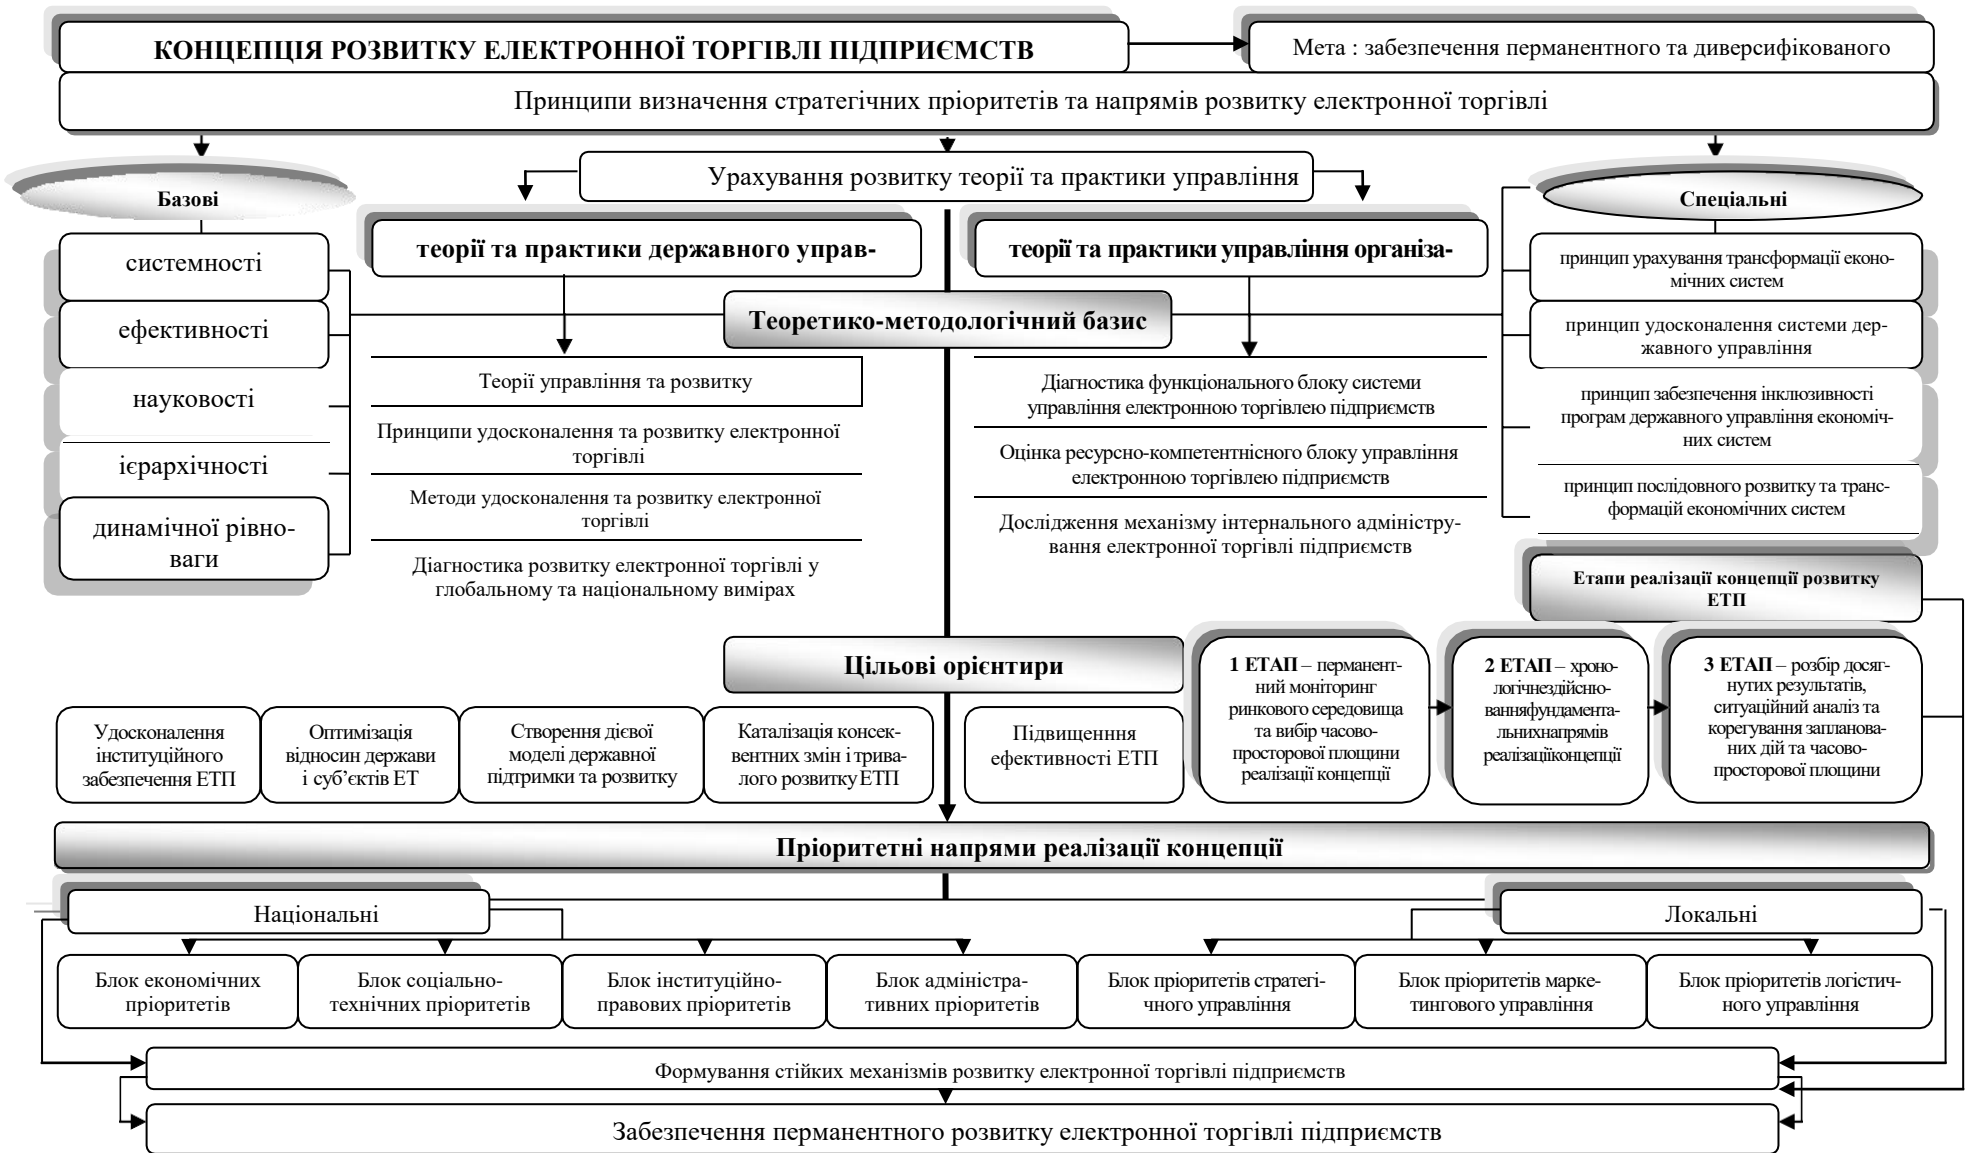 КОНЦЕПЦІЯ РОЗВИТКУ ЕЛЕКТРОННОЇ ТОРГІВЛІ ПІДПРИЄМСТВ
Мета : забезпечення перманентного та диверсифікованого
Принципи визначення стратегічних пріоритетів та напрямів розвитку електронної торгівлі
Базові
Урахування розвитку теорії та практики управління
Спеціальні
системності
ефективності
науковості
ієрархічності
динамічної рівно-
ваги
теорії та практики державного управ-
теорії та практики управління організа-
Теоретико-методологічний базис
Теорії управління та розвитку
Принципи удосконалення та розвитку електронної
торгівлі
Методи удосконалення та розвитку електронної
торгівлі
Діагностика розвитку електронної торгівлі у
глобальному та національному вимірах
Діагностика функціонального блоку системи
управління електронною торгівлею підприємств
Оцінка ресурсно-компетентнісного блоку управління
електронною торгівлею підприємств
Дослідження механізму інтернального адміністру-
вання електронної торгівлі підприємств
принцип урахування трансформації еконо-
мічних систем
принцип удосконалення системи дер-
жавного управління
принцип забезпечення інклюзивності
програм державного управління економіч-
них систем
принцип послідовного розвитку та транс-
формацій економічних систем
Етапи реалізації концепції розвитку
ЕТП
Цільові орієнтири
Удосконалення
інституційного
забезпечення ЕТП
Оптимізація
відносин держави
і суб’єктів ЕТ
Створення дієвої
моделі державної
підтримки та розвитку
Каталізація консек-
вентних змін і трива-
лого розвитку ЕТП
Підвищенння
ефективності ЕТП
1 ЕТАП – перманент-
ний моніторинг
ринкового середовища
та вибір часово-
просторової площини
реалізації концепції
2 ЕТАП – хроно-
логічнездійсню-
ванняфундамента-
льнихнапрямів
реалізаціїконцепції
3 ЕТАП – розбір досяг-
нутих результатів,
ситуаційний аналіз та
корегування запланова-
них дій та часово-
просторової площини
Пріоритетні напрями реалізації концепції
Національні
Локальні
Блок економічних
пріоритетів
Блок соціально-
технічних пріоритетів
Блок інституційно-
правових пріоритетів
Блок адміністра-
тивних пріоритетів
Блок пріоритетів стратегі-
чного управління
Блок пріоритетів марке-
тингового управління
Блок пріоритетів логістич-
ного управління
Формування стійких механізмів розвитку електронної торгівлі підприємств
Забезпечення перманентного розвитку електронної торгівлі підприємств